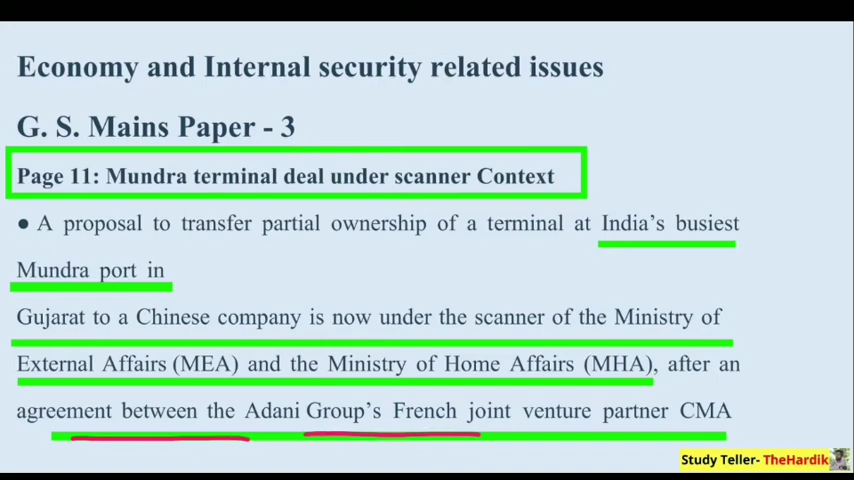 Economy and Internal security related issues
G. S. Mains Paper - 3
Page 11: Mundra terminal deal under scanner Context
● A proposal to transfer partial ownership of a terminal at India’s busiest
Mundra port in
Gujarat to a Chinese company is now under the scanner of the Ministry of
External Affairs (MEA) and the Ministry of Home Affairs (MHA), after an
agreement between the Adani Group’s French joint venture partner CMA
Study Teller- TheHardik